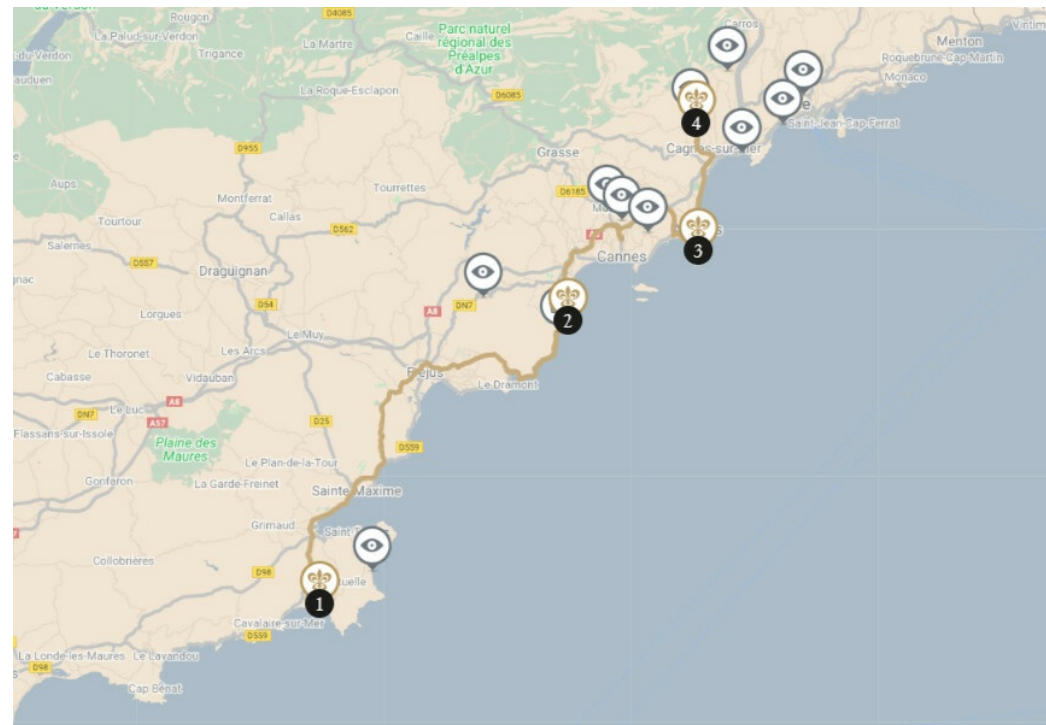 du-Verdon
Rougon
D4085
Carros
La Palud-sur-Verdon
Trigance
La Martre
Caille
Parc naturel
régional des
Préalpes
d'Azur
Menton
Roquebrune-Cap-Martin
Monaco
La Roque-Esclapon
D6085
4
Saint-Jean-Cap-Ferrat
D955
Grasse
Cagnes-sur-Mer
Aups
Tourrettes
D6185
Montferrat
Tourtour
Callas
D562
Salernes
D557
3
Cannes
Draguignan
2
DN7
D54
A8
Lorgues
Le Muy
Le Thoronet
Les Arcs
Fréjus
Le Dramont
Cabasse
Vidauban
A8
DN7
Le Luc
A57
D25
Flassans-sur-Issole
Plaine des
Maures
D559
Le Plan-de-la-Tour
Gonfaron
La Garde-Freinet
Sainte-Maxime
Grimaud
Collobrières
D98
1
Cavalaire-sur-Mer
D559
La Londe-les-Maures
Le Lavandou
D98
Cap Bénat